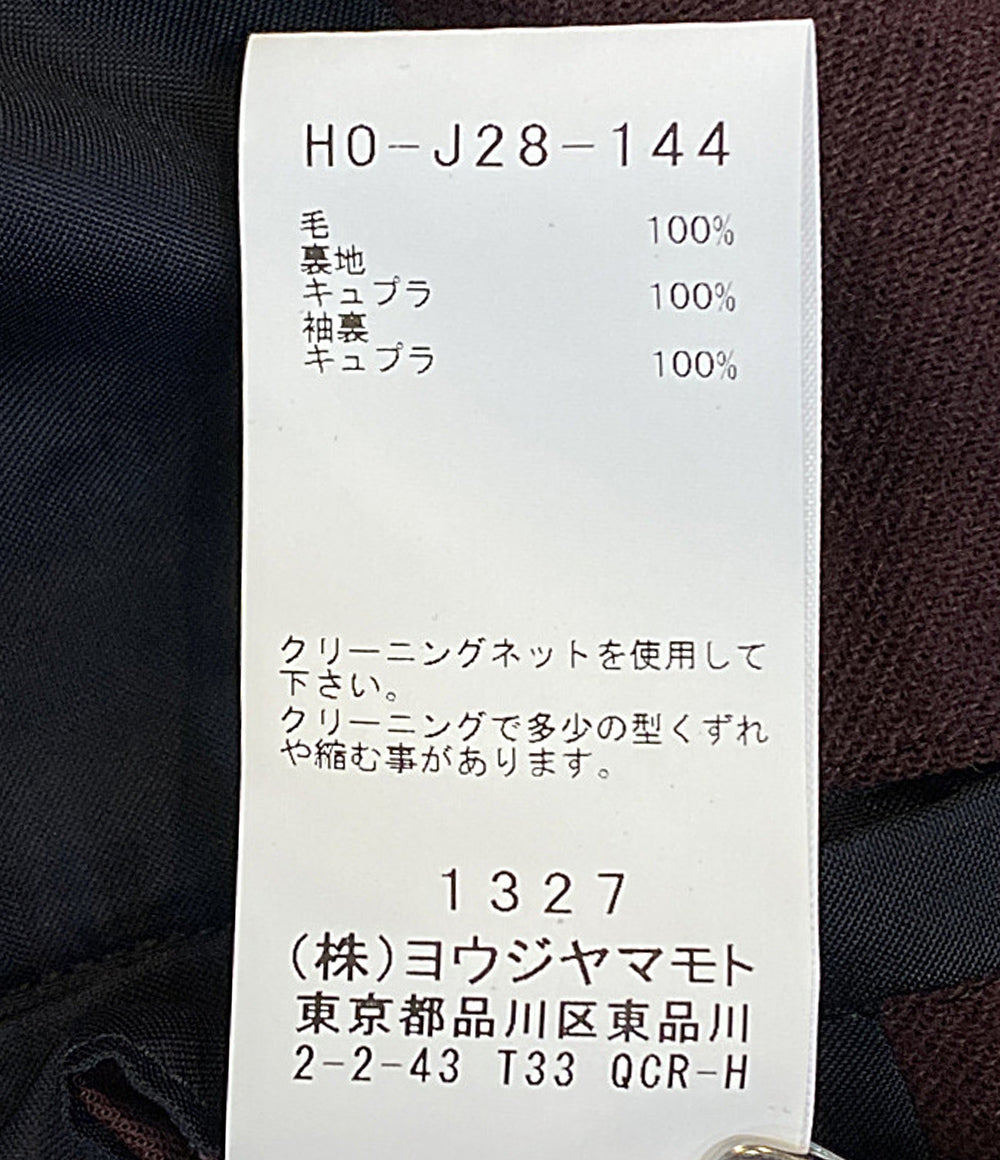 HO-J28-144
毛 100%
裏地
キュプラ 100%
袖裏
キュプラ 100%
クリーニングネットを使用して
下さい。
クリーニングで多少の型くずれ
や縮む事があります。
1327
(株)ヨウジヤマモト
東京都品川区東品川
2-2-43 T33 QCR-H